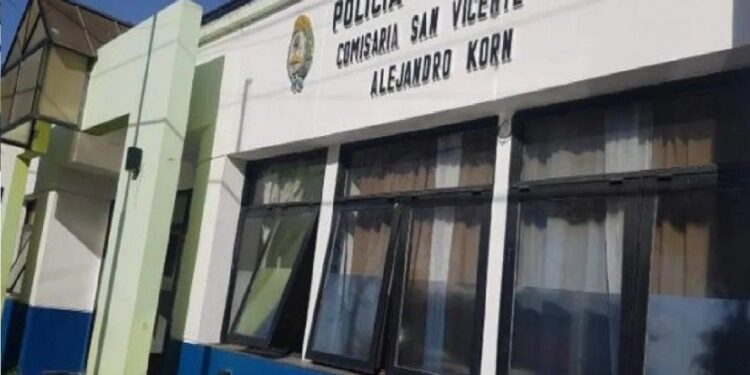 POLICIA
COMISARIA SAN VICENTE
ALEJANDRO KORN